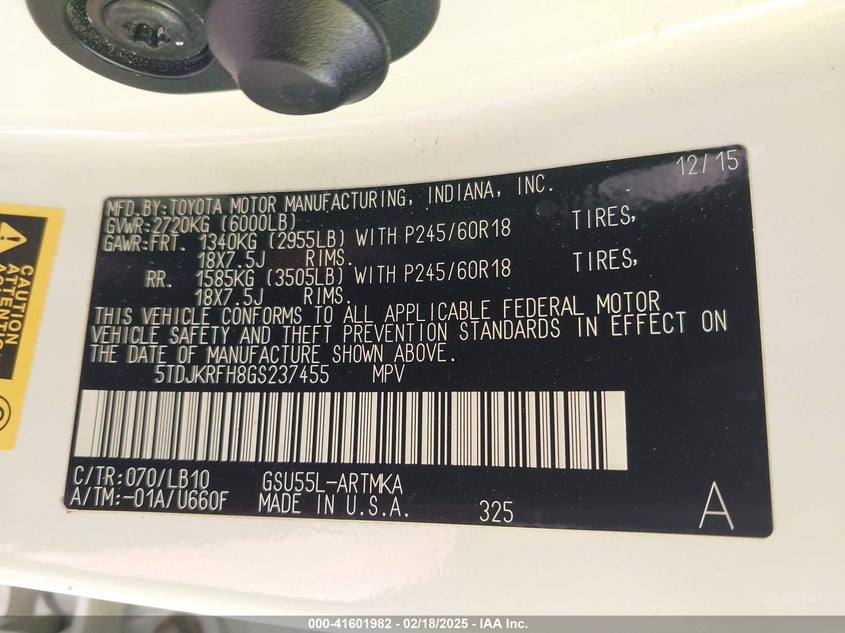 12/15
MFD.BY:TOYOTA MOTOR MANUFACTURING, INDIANA, INC.
GVWR:2720KG (6000LB)
GAWR:FRT. 1340KG (2955LB) WITH P245/60R18 TIRES,
18X7.5J RIMS.
RR. 1585KG (3505LB) WITH P245/60R18 TIRES,
18X7.5J RIMS.
THIS VEHICLE CONFORMS TO ALL APPLICABLE FEDERAL MOTOR
VEHICLE SAFETY AND THEFT PREVENTION STANDARDS IN EFFECT ON
THE DATE OF MANUFACTURE SHOWN ABOVE.
5TDJKRFH8GS237455 MPV
C/TR:070/LB10 GSU55L-ARTMKA
A/TM:-01A/U660F MADE IN U.S.A. 325 A
CAUTION
000-41601982 - 02/18/2025 - IAA Inc.